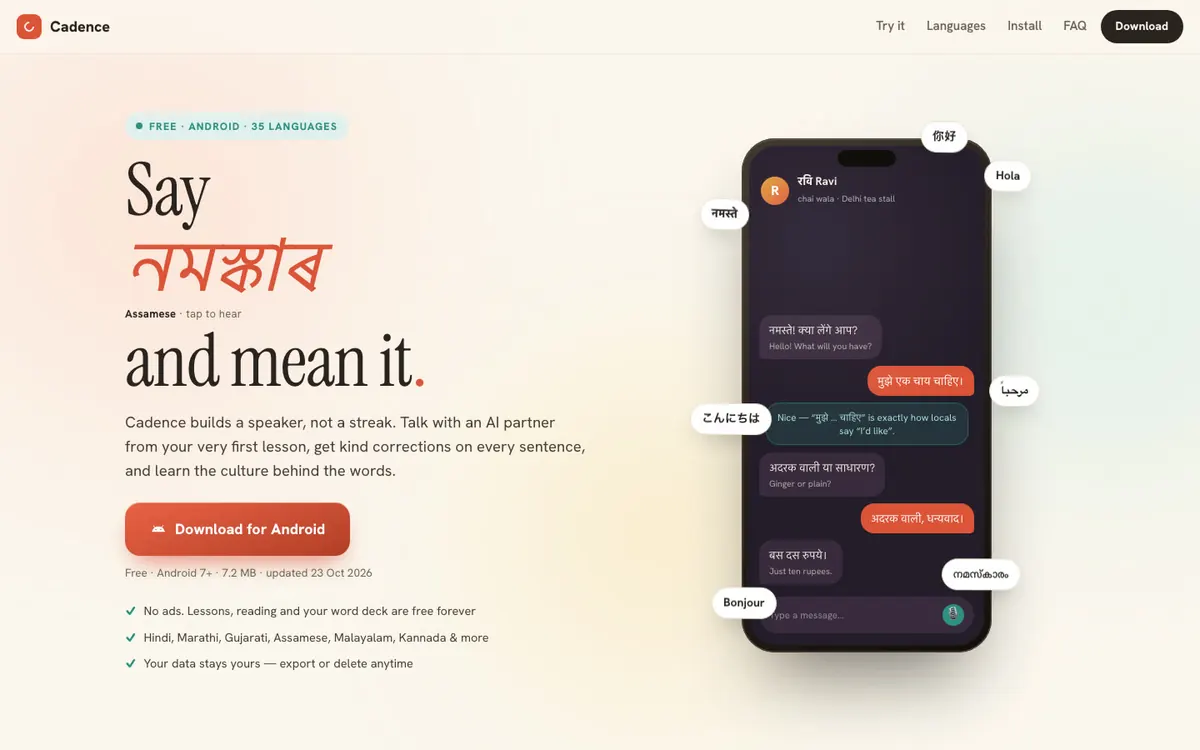 Cadence
Try it
Languages
Install
FAQ
Download
FREE · ANDROID · 35 LANGUAGES
Say
নমস্কাৰ
Assamese · tap to hear
and mean it.
Cadence builds a speaker, not a streak. Talk with an AI partner
from your very first lesson, get kind corrections on every sentence,
and learn the culture behind the words.
Download for Android
Free · Android 7+ · 7.2 MB · updated 23 Oct 2026
No ads. Lessons, reading and your word deck are free forever
Hindi, Marathi, Gujarati, Assamese, Malayalam, Kannada & more
Your data stays yours — export or delete anytime
你好
Hola
नमस्ते
R
रवि Ravi
chai wala · Delhi tea stall
नमस्ते! क्या लेंगे आप?
Hello! What will you have?
मुझे एक चाय चाहिए।
مرحباً
こんにちは
Nice — “मुझे … चाहिए” is exactly how locals
say “I’d like”.
अदरक वाली या साधारण?
Ginger or plain?
अदरक वाली, धन्यवाद।
बस दस रुपये।
Just ten rupees.
നമസ്കാരം
Bonjour
Type a message…